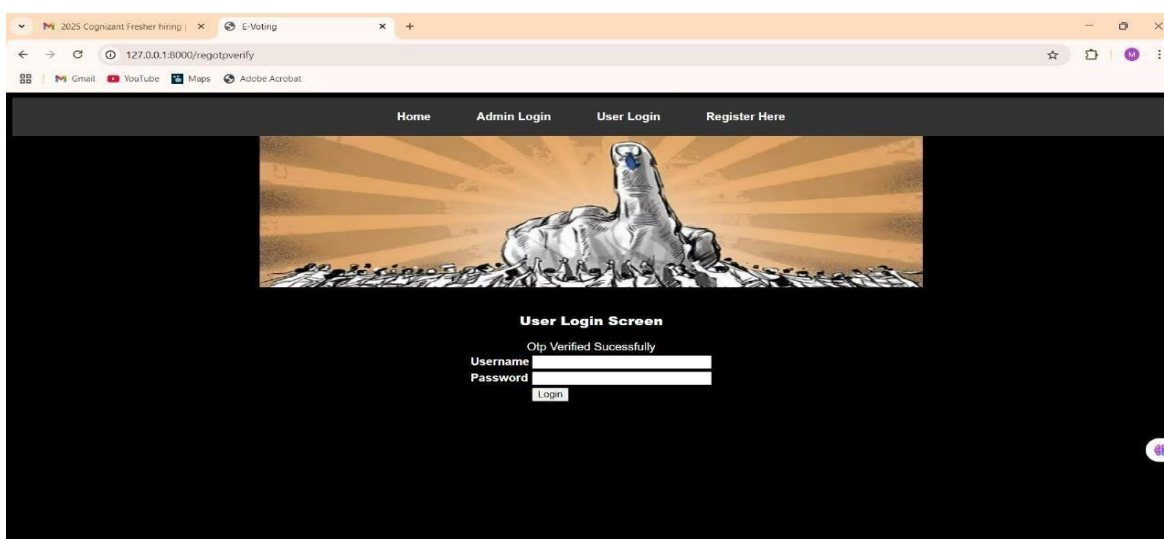 2025 Cognizant Fresher hiring | E-Voting
127.0.0.1:8000/regotpverify
M
Gmail YouTube Maps Adobe Acrobat
Home Admin Login User Login Register Here
User Login Screen
Otp Verified Sucessfully
Username
Password
Login